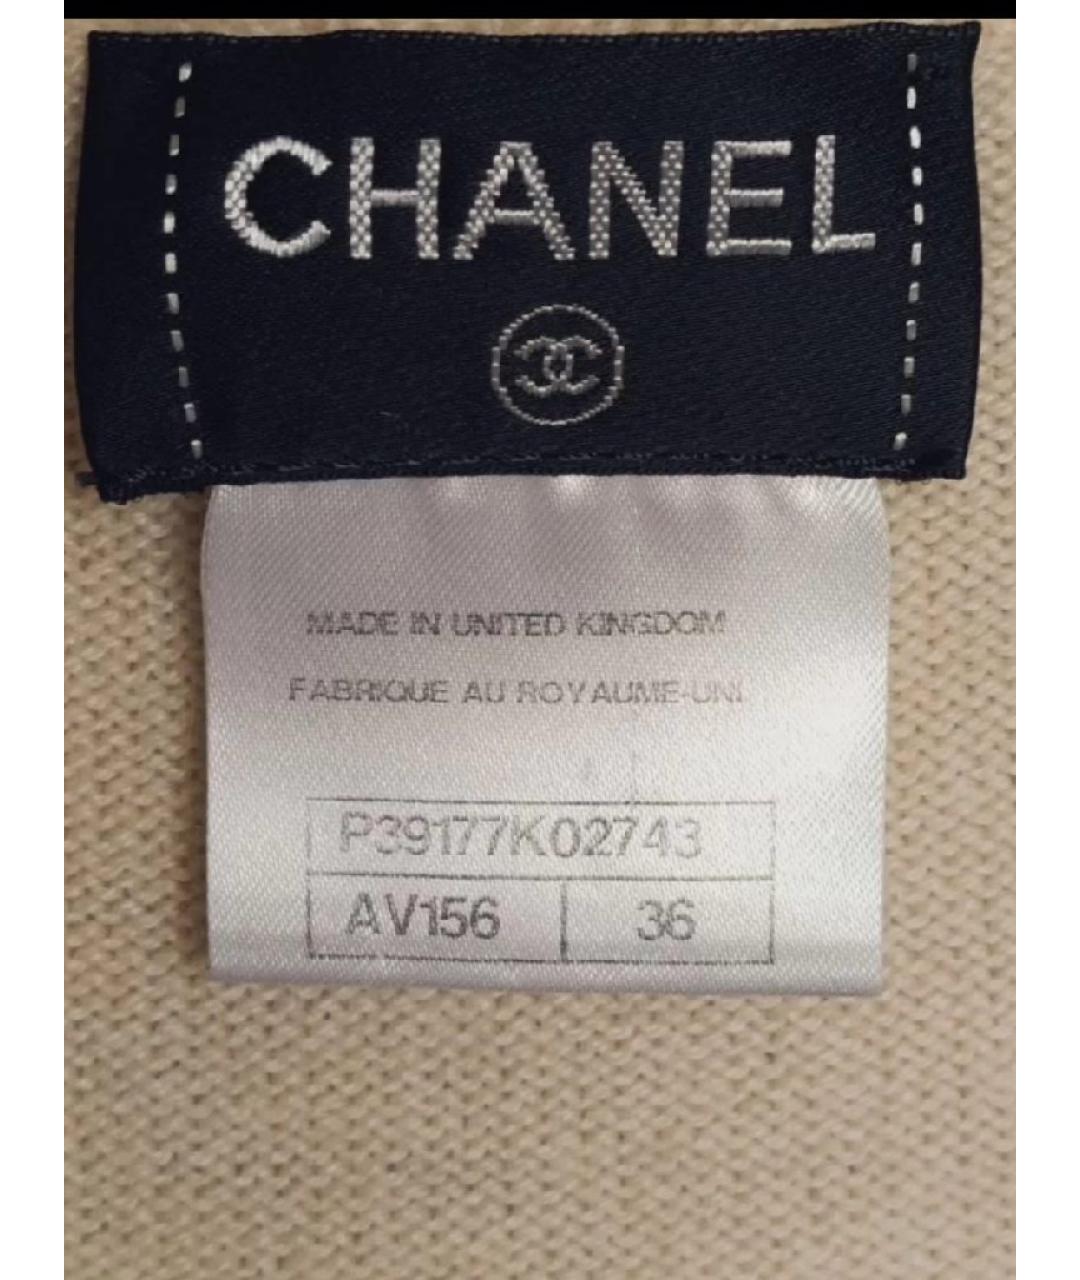 CHANEL
MADE IN UNITED KINGDOM
FABRIQUE AU ROYAUME-UNI
P39177K02743
AV156 36